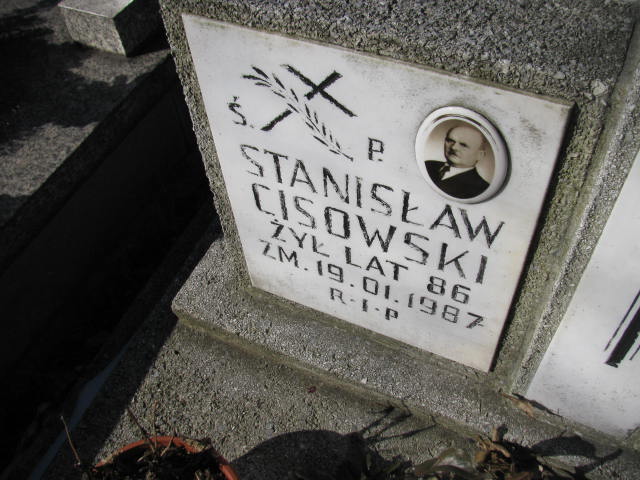 Ś. P.
STANISŁAW
CISOWSKI
ŻYŁ LAT 86
ZM. 19.01.1987
R-I-P